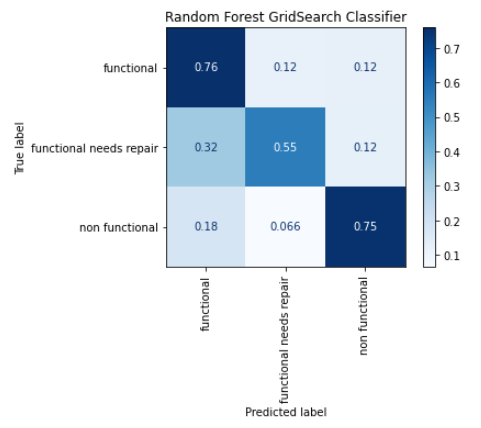 Random Forest GridSearch Classifier
True label
functional
0.76
0.12
0.12
functional needs repair
0.32
0.55
0.12
non functional
0.18
0.066
0.75
functional
functional needs repair
non functional
Predicted label
0.7
0.6
0.5
0.4
0.3
0.2
0.1